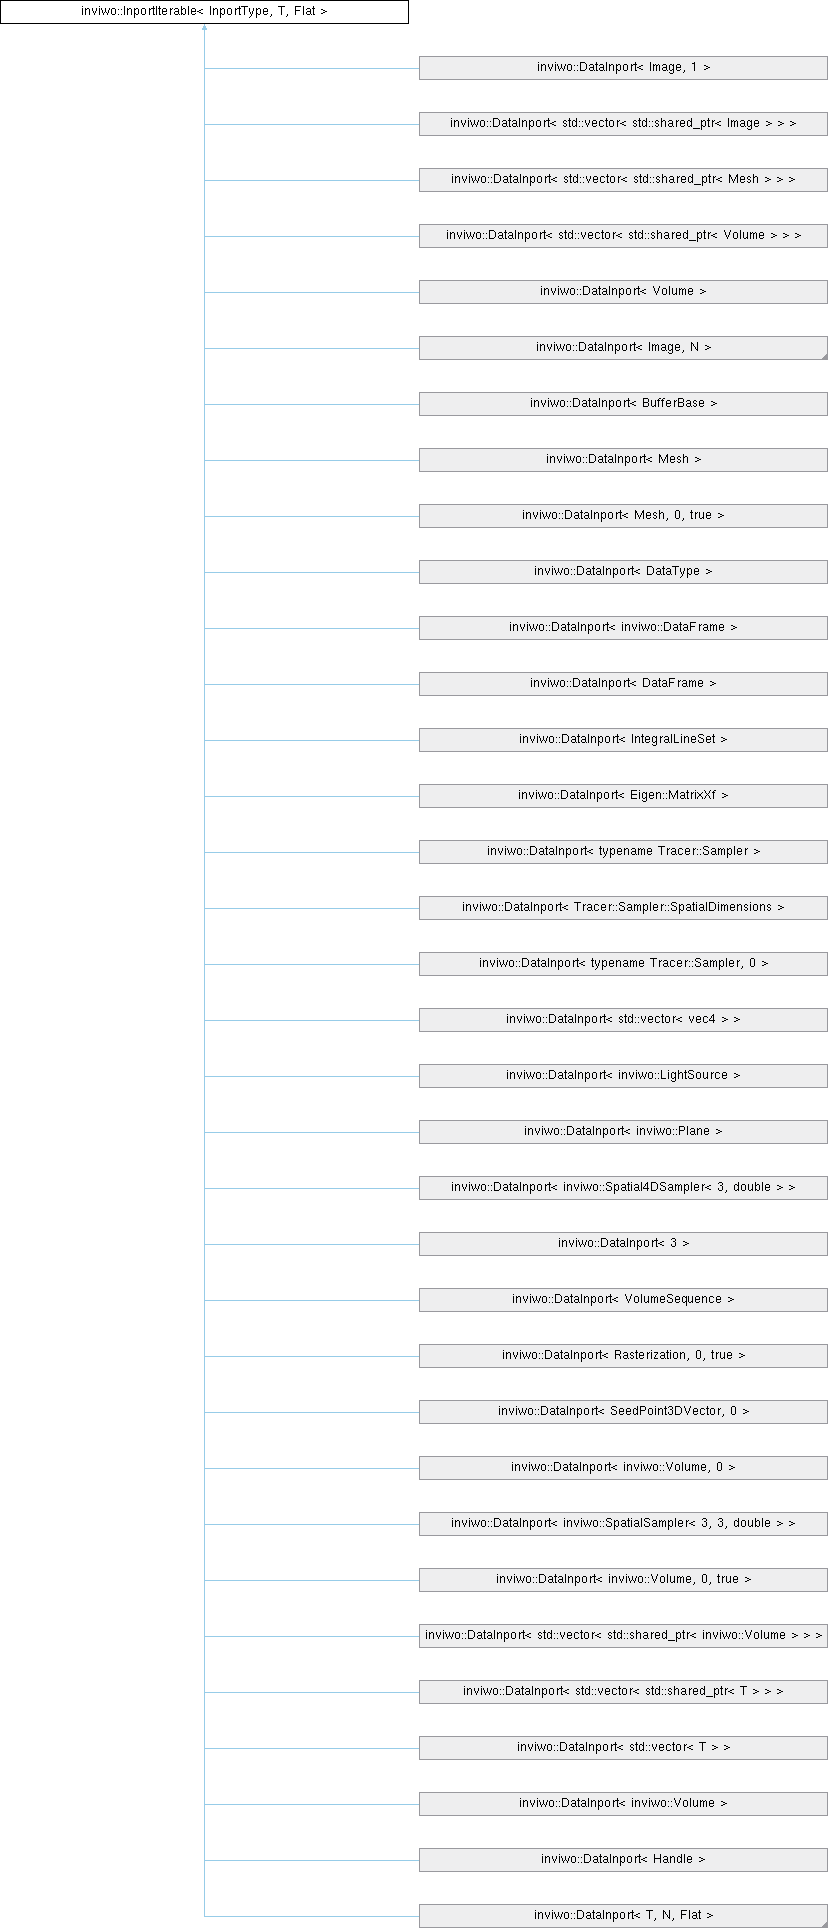 inviwo::InportIterable< InportType, T, Flat >
inviwo::DataInport< Image, 1 >
inviwo::DataInport< std::vector< std::shared_ptr< Image > > >
inviwo::DataInport< std::vector< std::shared_ptr< Mesh > > >
inviwo::DataInport< std::vector< std::shared_ptr< Volume > > >
inviwo::DataInport< Volume >
inviwo::DataInport< Image, N >
inviwo::DataInport< BufferBase >
inviwo::DataInport< Mesh >
inviwo::DataInport< Mesh, 0, true >
inviwo::DataInport< DataType >
inviwo::DataInport< inviwo::DataFrame >
inviwo::DataInport< DataFrame >
inviwo::DataInport< IntegralLineSet >
inviwo::DataInport< Eigen::MatrixXf >
inviwo::DataInport< typename Tracer::Sampler >
inviwo::DataInport< Tracer::Sampler::SpatialDimensions >
inviwo::DataInport< typename Tracer::Sampler, 0 >
inviwo::DataInport< std::vector< vec4 > >
inviwo::DataInport< inviwo::LightSource >
inviwo::DataInport< inviwo::Plane >
inviwo::DataInport< inviwo::Spatial4DSampler< 3, double > >
inviwo::DataInport< 3 >
inviwo::DataInport< VolumeSequence >
inviwo::DataInport< Rasterization, 0, true >
inviwo::DataInport< SeedPoint3DVector, 0 >
inviwo::DataInport< inviwo::Volume, 0 >
inviwo::DataInport< inviwo::SpatialSampler< 3, 3, double > >
inviwo::DataInport< inviwo::Volume, 0, true >
inviwo::DataInport< std::vector< std::shared_ptr< inviwo::Volume > > >
inviwo::DataInport< std::vector< std::shared_ptr< T > > >
inviwo::DataInport< std::vector< T > >
inviwo::DataInport< inviwo::Volume >
inviwo::DataInport< Handle >
inviwo::DataInport< T, N, Flat >